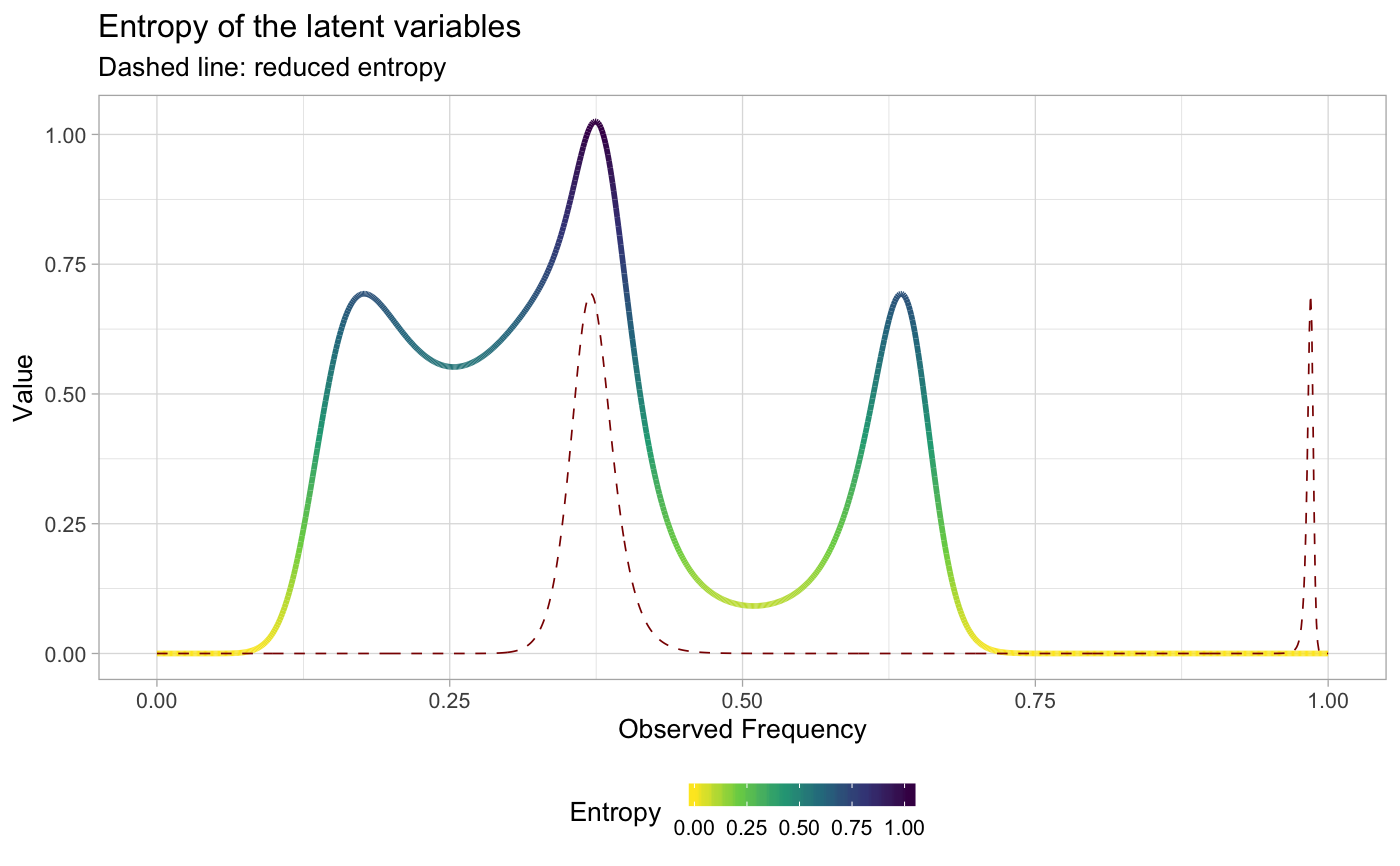 Entropy of the latent variables
Dashed line: reduced entropy
1.00
0.75
0.50
0.25
0.00
Value
0.00 0.25 0.50 0.75 1.00
Observed Frequency
Entropy
0.00 0.25 0.50 0.75 1.00